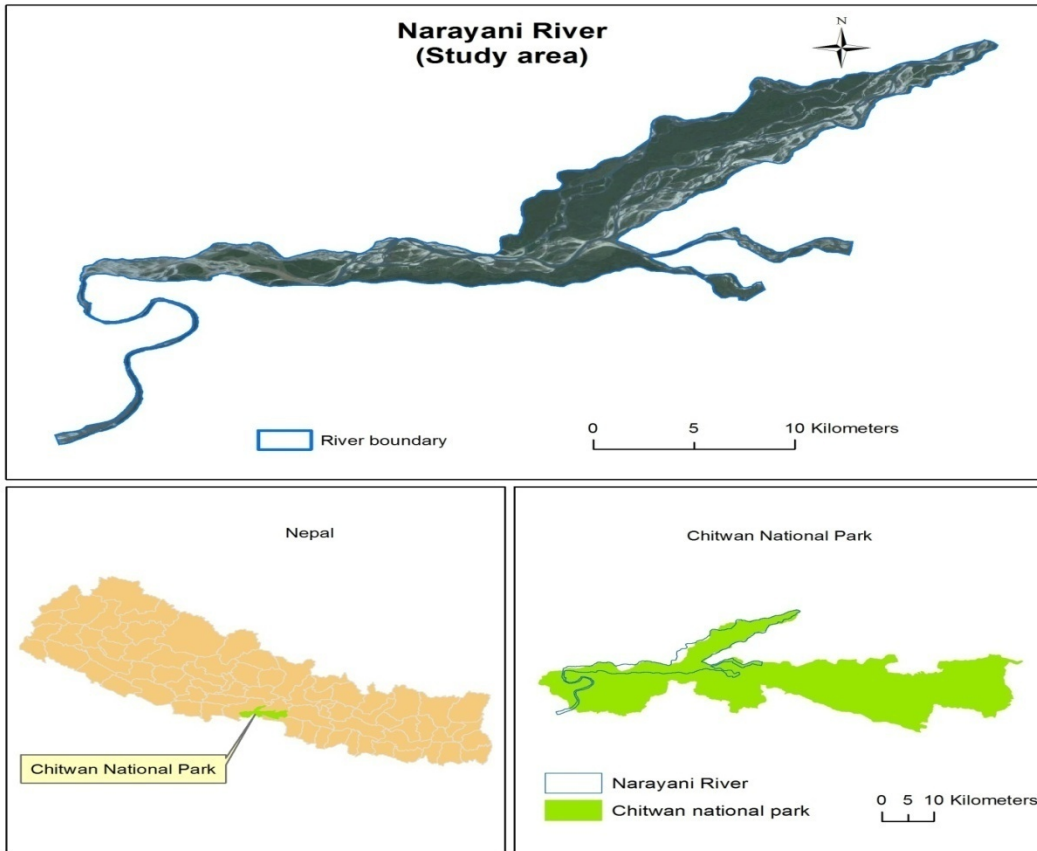 Narayani River
(Study area)
N
River boundary
0 5 10 Kilometers
Nepal
Chitwan National Park
Chitwan National Park
Narayani River
Chitwan national park
0 5 10 Kilometers